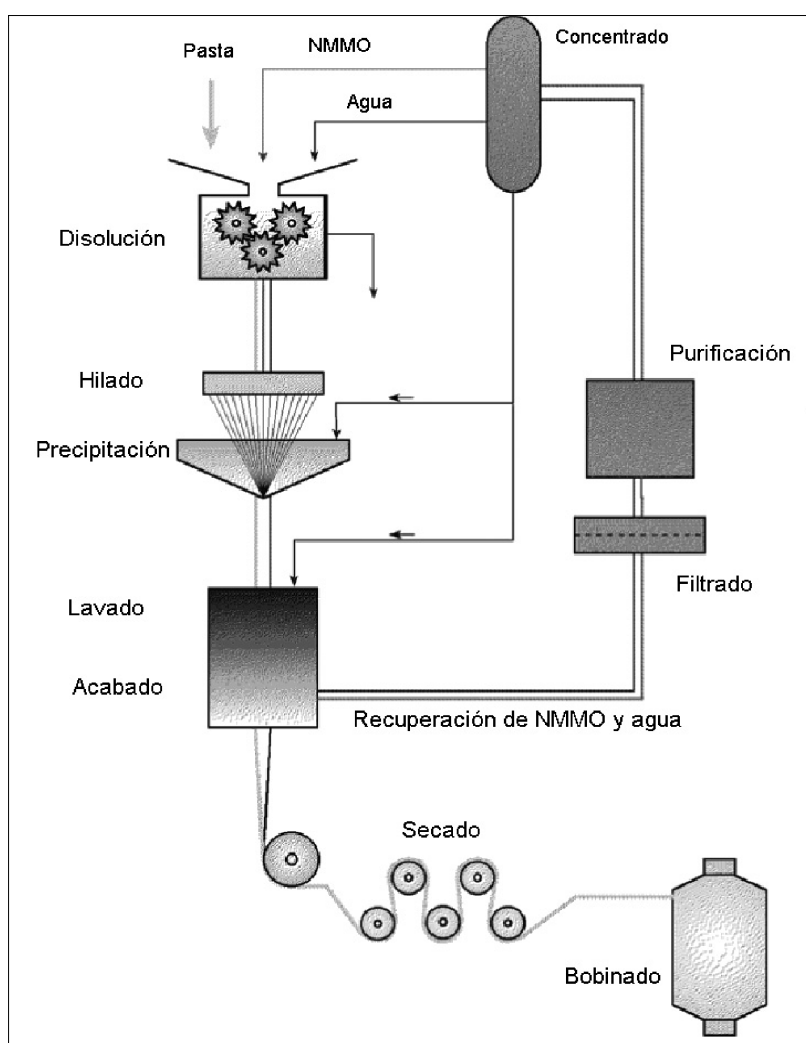 Pasta
NMMO
Concentrado
Agua
Disolución
Hilado
Precipitación
Purificación
Filtrado
Lavado
Acabado
Recuperación de NMMO y agua
Secado
Bobinado